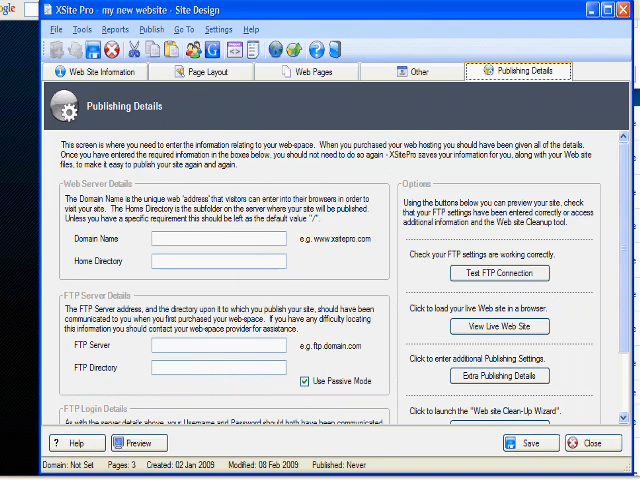 gle
XSite Pro - my new website - Site Design
File Tools Reports Publish Go To Settings Help
Web Site Information Page Layout Web Pages Other Publishing Details
Publishing Details
This screen is where you need to enter the information relating to your web-space. When you purchased your web hosting you should have been given all of the details.
Once you have entered the required information in the boxes below, you should not need to do so again - XSitePro saves your information for you, along with your Web site
files, to make it easy to publish your site again and again.
Web Server Details
The Domain Name is the unique web 'address' that visitors can enter into their browsers in order to
visit your site. The Home Directory is the subfolder on the server where your site will be published.
Unless you have a specific requirement this should be left as the default value "/".
Domain Name e.g. www.xsitepro.com
Home Directory
FTP Server Details
The FTP Server address, and the directory upon it to which you publish your site, should have been
communicated to you when you first purchased your web-space. If you have any difficulty locating
this information you should contact your web-space provider for assistance.
FTP Server e.g. ftp.domain.com
FTP Directory
Use Passive Mode
FTP Login Details
As with the server details above, your Username and Password should both have been communicated
Options
Using the buttons below you can preview your site, check
that your FTP settings have been entered correctly or access
additional information and the Web site Cleanup tool.
Check your FTP settings are working correctly.
Test FTP Connection
Click to load your live Web site in a browser.
View Live Web Site
Click to enter additional Publishing Settings.
Extra Publishing Details
Click to launch the "Web site Clean-Up Wizard".
? Help Preview Save Close
Domain: Not Set Pages: 3 Created: 02 Jan 2009 Modified: 08 Feb 2009 Published: Never